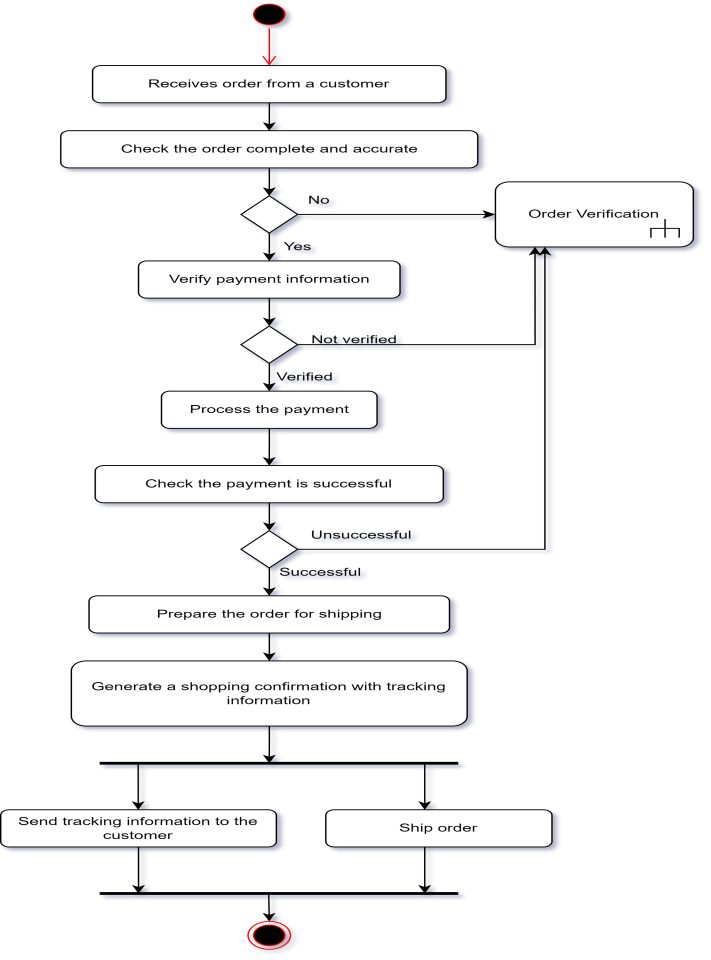 Receives order from a customer
Check the order complete and accurate
No
Order Verification
Yes
Verify payment information
Not verified
Verified
Process the payment
Check the payment is successful
Unsuccessful
Successful
Prepare the order for shipping
Generate a shopping confirmation with tracking
information
Send tracking information to the
customer
Ship order